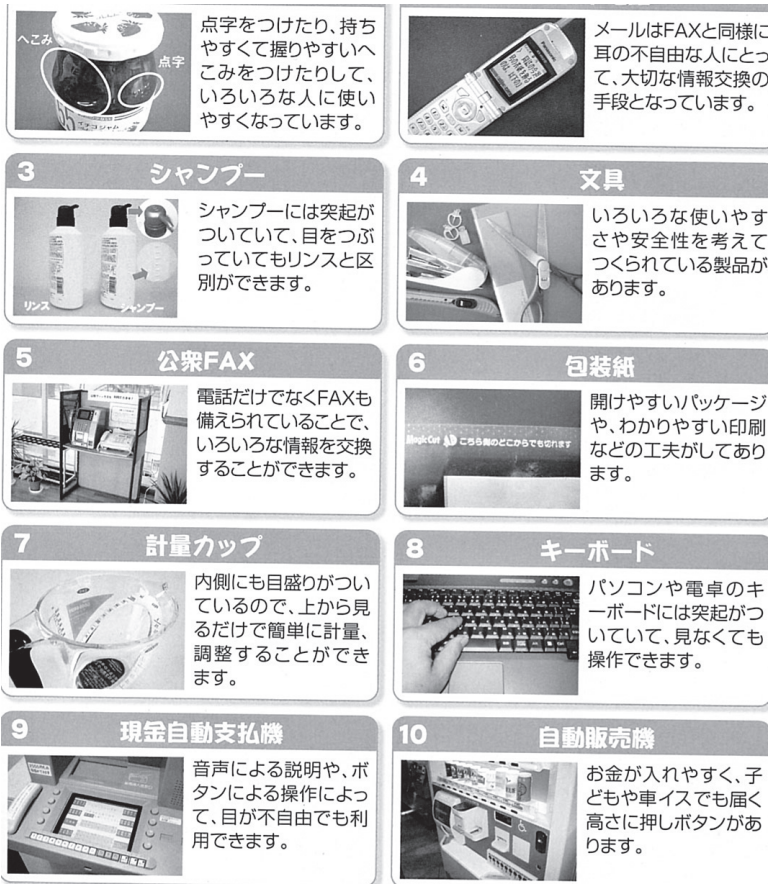 へこみ
点字
点字をつけたり、持ち
やすくて握りやすいへ
こみをつけたりして、
いろいろな人に使い
やすくなっています。
メールはFAXと同様に
耳の不自由な人にとっ
て、大切な情報交換の
手段となっています。
3 シャンプー
リンス
シャンプー
シャンプーには突起が
ついていて、目をつぶ
っていてもリンスと区
別ができます。
4 文具
いろいろな使いやす
さや安全性を考えて
つくられている製品が
あります。
5 公衆FAX
電話だけでなくFAXも
備えられていることで、
いろいろな情報を交換
することができます。
6 包装紙
MagicCut こちら側のどこからでも切れます
開けやすいパッケージ
や、わかりやすい印刷
などの工夫がしてあり
ます。
7 計量カップ
内側にも目盛りがつい
ているので、上から見
るだけで簡単に計量、
調整することができ
ます。
8 キーボード
パソコンや電卓のキ
ーボードには突起がつ
いていて、見なくても
操作できます。
9 現金自動支払機
音声による説明や、ボ
タンによる操作によっ
て、目が不自由でも利
用できます。
10 自動販売機
お金が入れやすく、子
どもや車イスでも届く
高さに押しボタンがあ
ります。